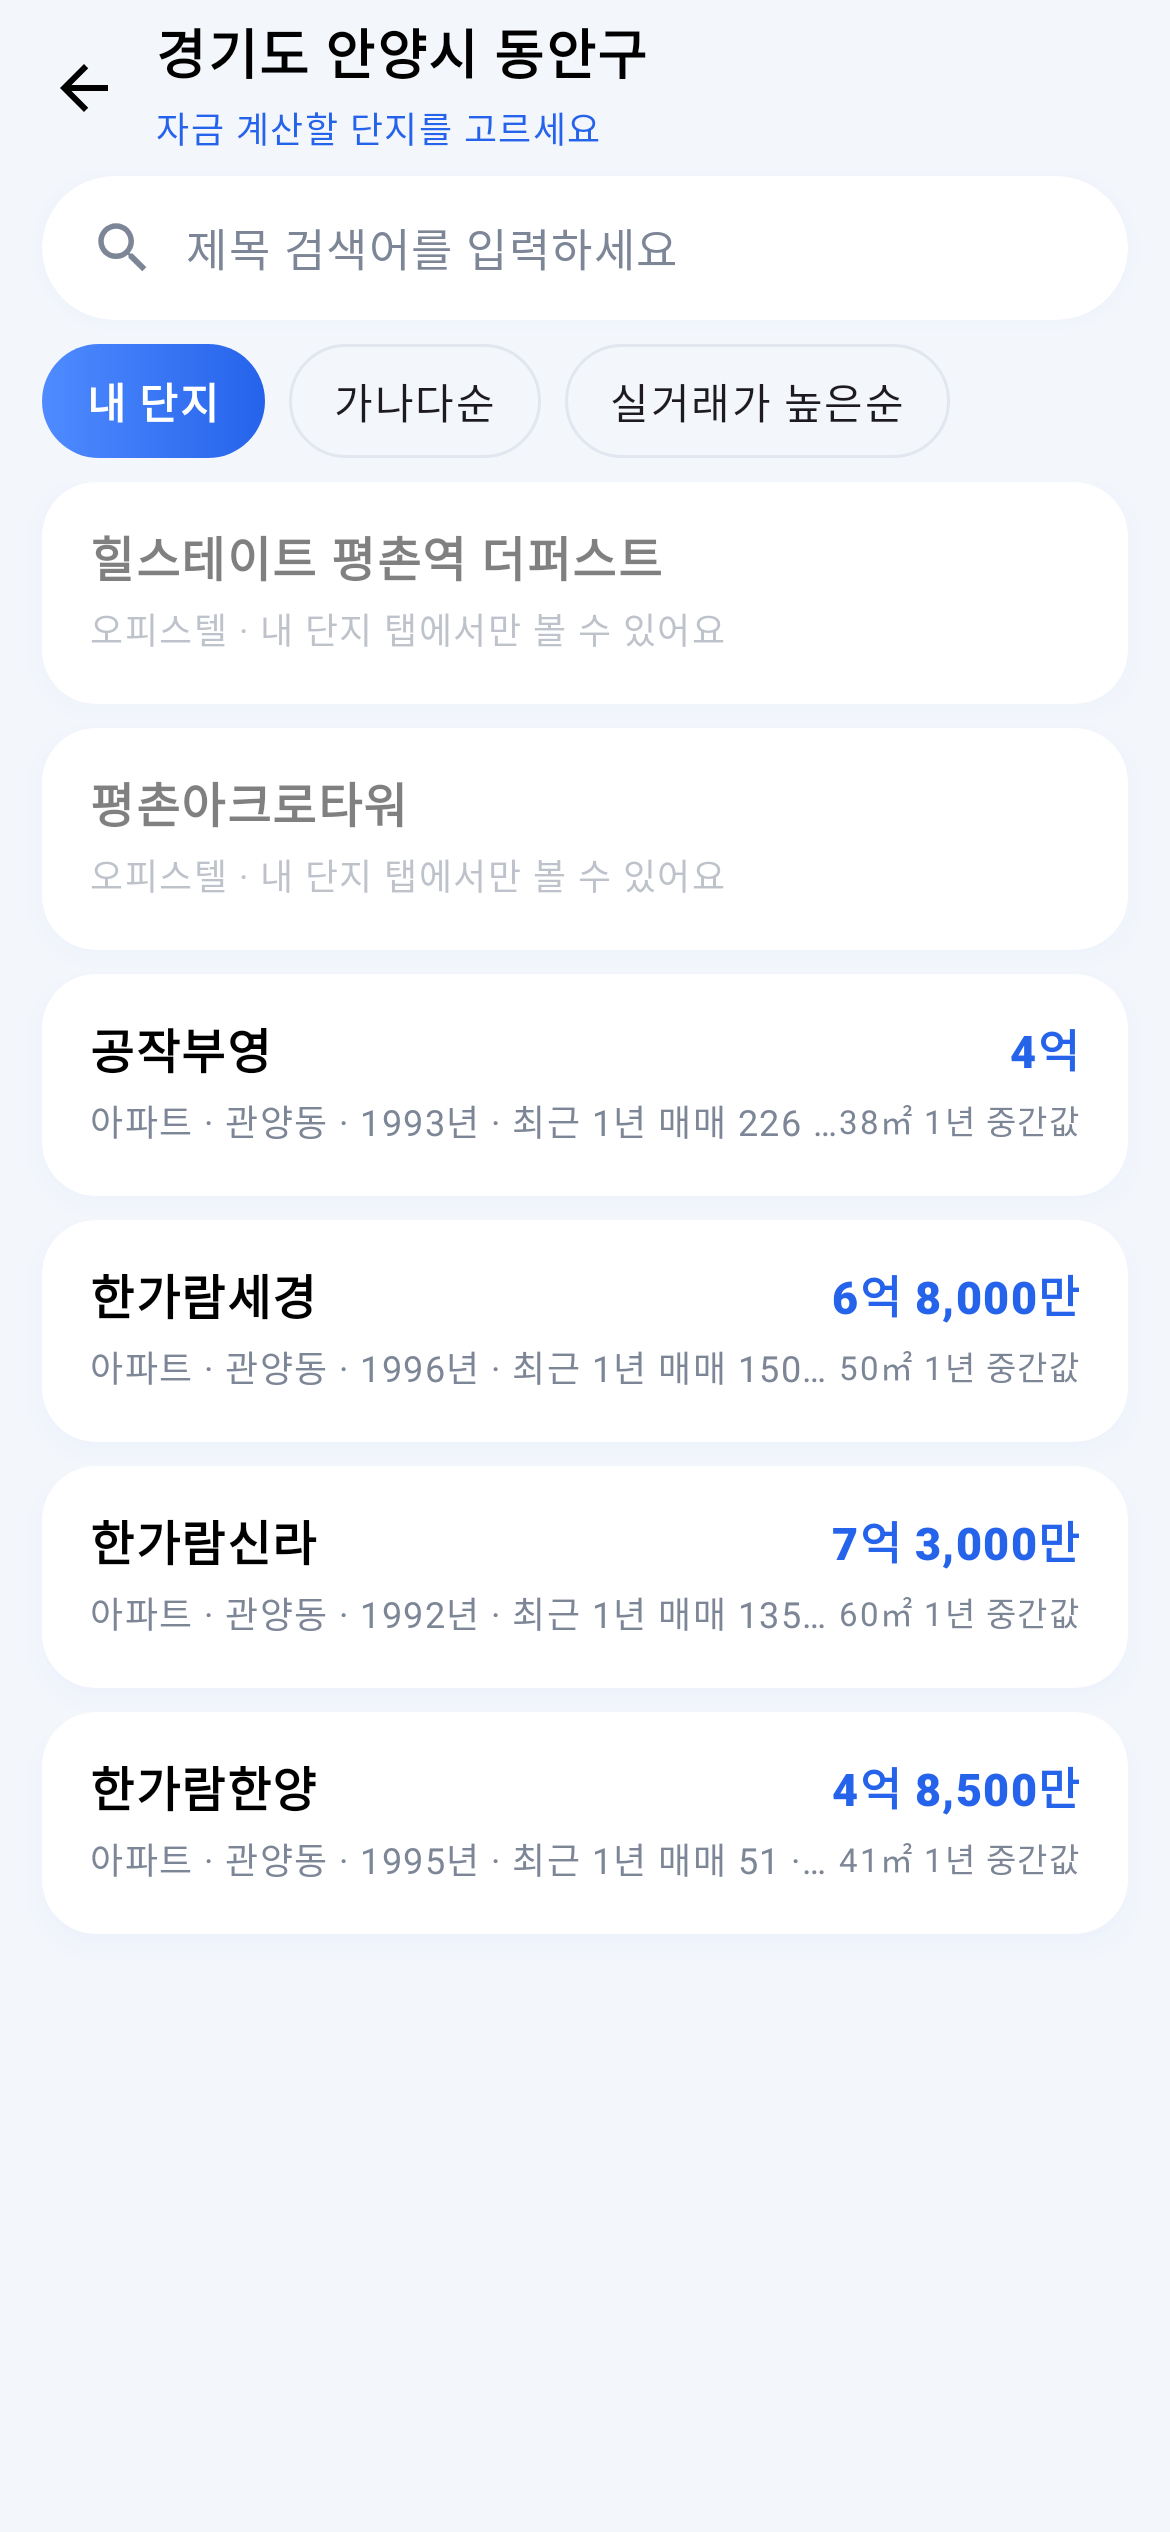 경기도 안양시 동안구
자금 계산할 단지를 고르세요
제목 검색어를 입력하세요
내 단지 가나다순 실거래가 높은순
힐스테이트 평촌역 더퍼스트
오피스텔 · 내 단지 탭에서만 볼 수 있어요
평촌아크로타워
오피스텔 · 내 단지 탭에서만 볼 수 있어요
공작부영 4억
아파트 · 관양동 · 1993년 · 최근 1년 매매 226 …38㎡ 1년 중간값
한가람세경 6억 8,000만
아파트 · 관양동 · 1996년 · 최근 1년 매매 150… 50㎡ 1년 중간값
한가람신라 7억 3,000만
아파트 · 관양동 · 1992년 · 최근 1년 매매 135… 60㎡ 1년 중간값
한가람한양 4억 8,500만
아파트 · 관양동 · 1995년 · 최근 1년 매매 51 ·… 41㎡ 1년 중간값